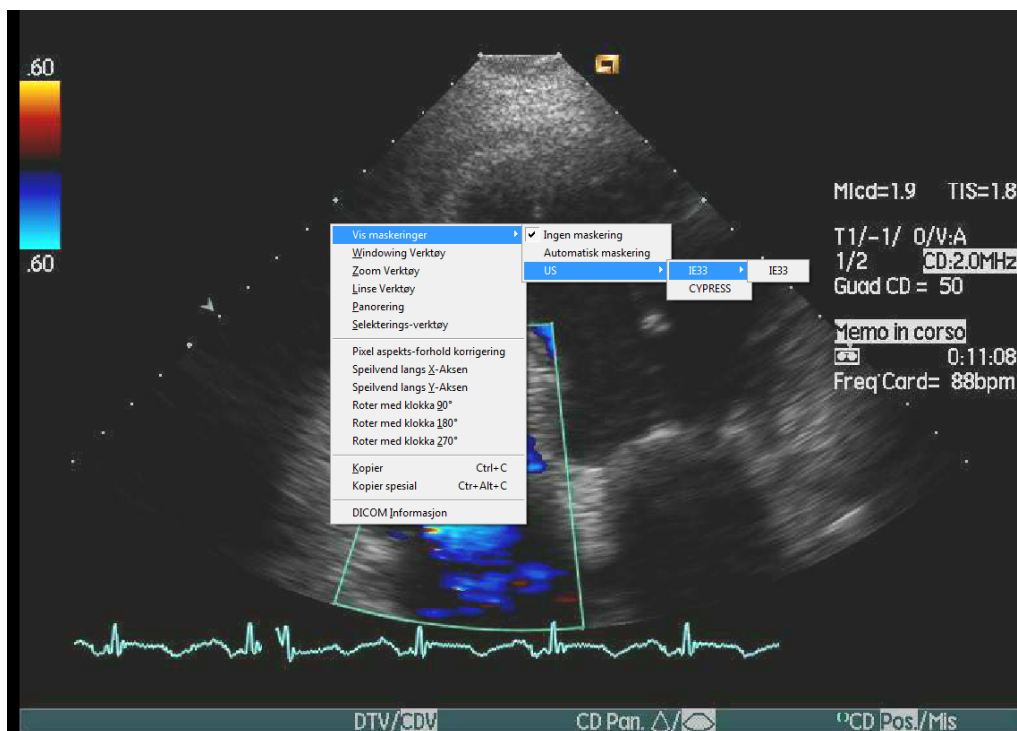 .60
.60
MIcd=1.9 TIS=1.8
T1/-1/ 0/V:A
1/2 CD:2.0MHz
Guad CD = 50
Memo in corso
0:11:08
Freq.Card= 88bpm
Vis maskeringer
Windowing Verktøy
Zoom Verktøy
Linse Verktøy
Panorering
Selekterings-verktøy
Pixel aspekts-forhold korrigering
Speilvend langs X-Aksen
Speilvend langs Y-Aksen
Roter med klokka 90°
Roter med klokka 180°
Roter med klokka 270°
Kopier Ctrl+C
Kopier spesial Ctr+Alt+C
DICOM Informasjon
Ingen maskering
Automatisk maskering
US
IE33
CYPRESS
IE33
DTV/CDV CD Pan. △/ CD Pos./Mis